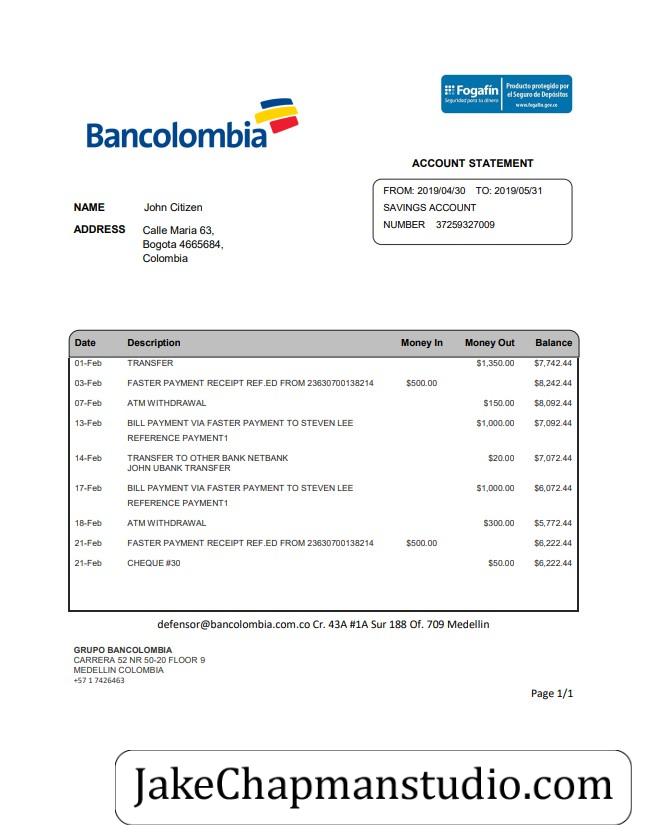 Fogafín
Seguridad para tu dinero
Producto protegido por
el Seguro de Depósitos
www.fogafin.gov.co
Bancolombia
ACCOUNT STATEMENT
FROM: 2019/04/30 TO: 2019/05/31
SAVINGS ACCOUNT
NUMBER 37259327009
NAME John Citizen
ADDRESS Calle Maria 63,
Bogota 4665684,
Colombia
Date Description Money In Money Out Balance
01-Feb TRANSFER $1,350.00 $7,742.44
03-Feb FASTER PAYMENT RECEIPT REF.ED FROM 23630700138214 $500.00 $8,242.44
07-Feb ATM WITHDRAWAL $150.00 $8,092.44
13-Feb BILL PAYMENT VIA FASTER PAYMENT TO STEVEN LEE $1,000.00 $7,092.44
REFERENCE PAYMENT1
14-Feb TRANSFER TO OTHER BANK NETBANK $20.00 $7,072.44
JOHN UBANK TRANSFER
17-Feb BILL PAYMENT VIA FASTER PAYMENT TO STEVEN LEE $1,000.00 $6,072.44
REFERENCE PAYMENT1
18-Feb ATM WITHDRAWAL $300.00 $5,772.44
21-Feb FASTER PAYMENT RECEIPT REF.ED FROM 23630700138214 $500.00 $6,222.44
21-Feb CHEQUE #30 $50.00 $6,222.44
defensor@bancolombia.com.co Cr. 43A #1A Sur 188 Of. 709 Medellin
GRUPO BANCOLOMBIA
CARRERA 52 NR 50-20 FLOOR 9
MEDELLIN COLOMBIA
+57 1 7426463
Page 1/1
JakeChapmanstudio.com